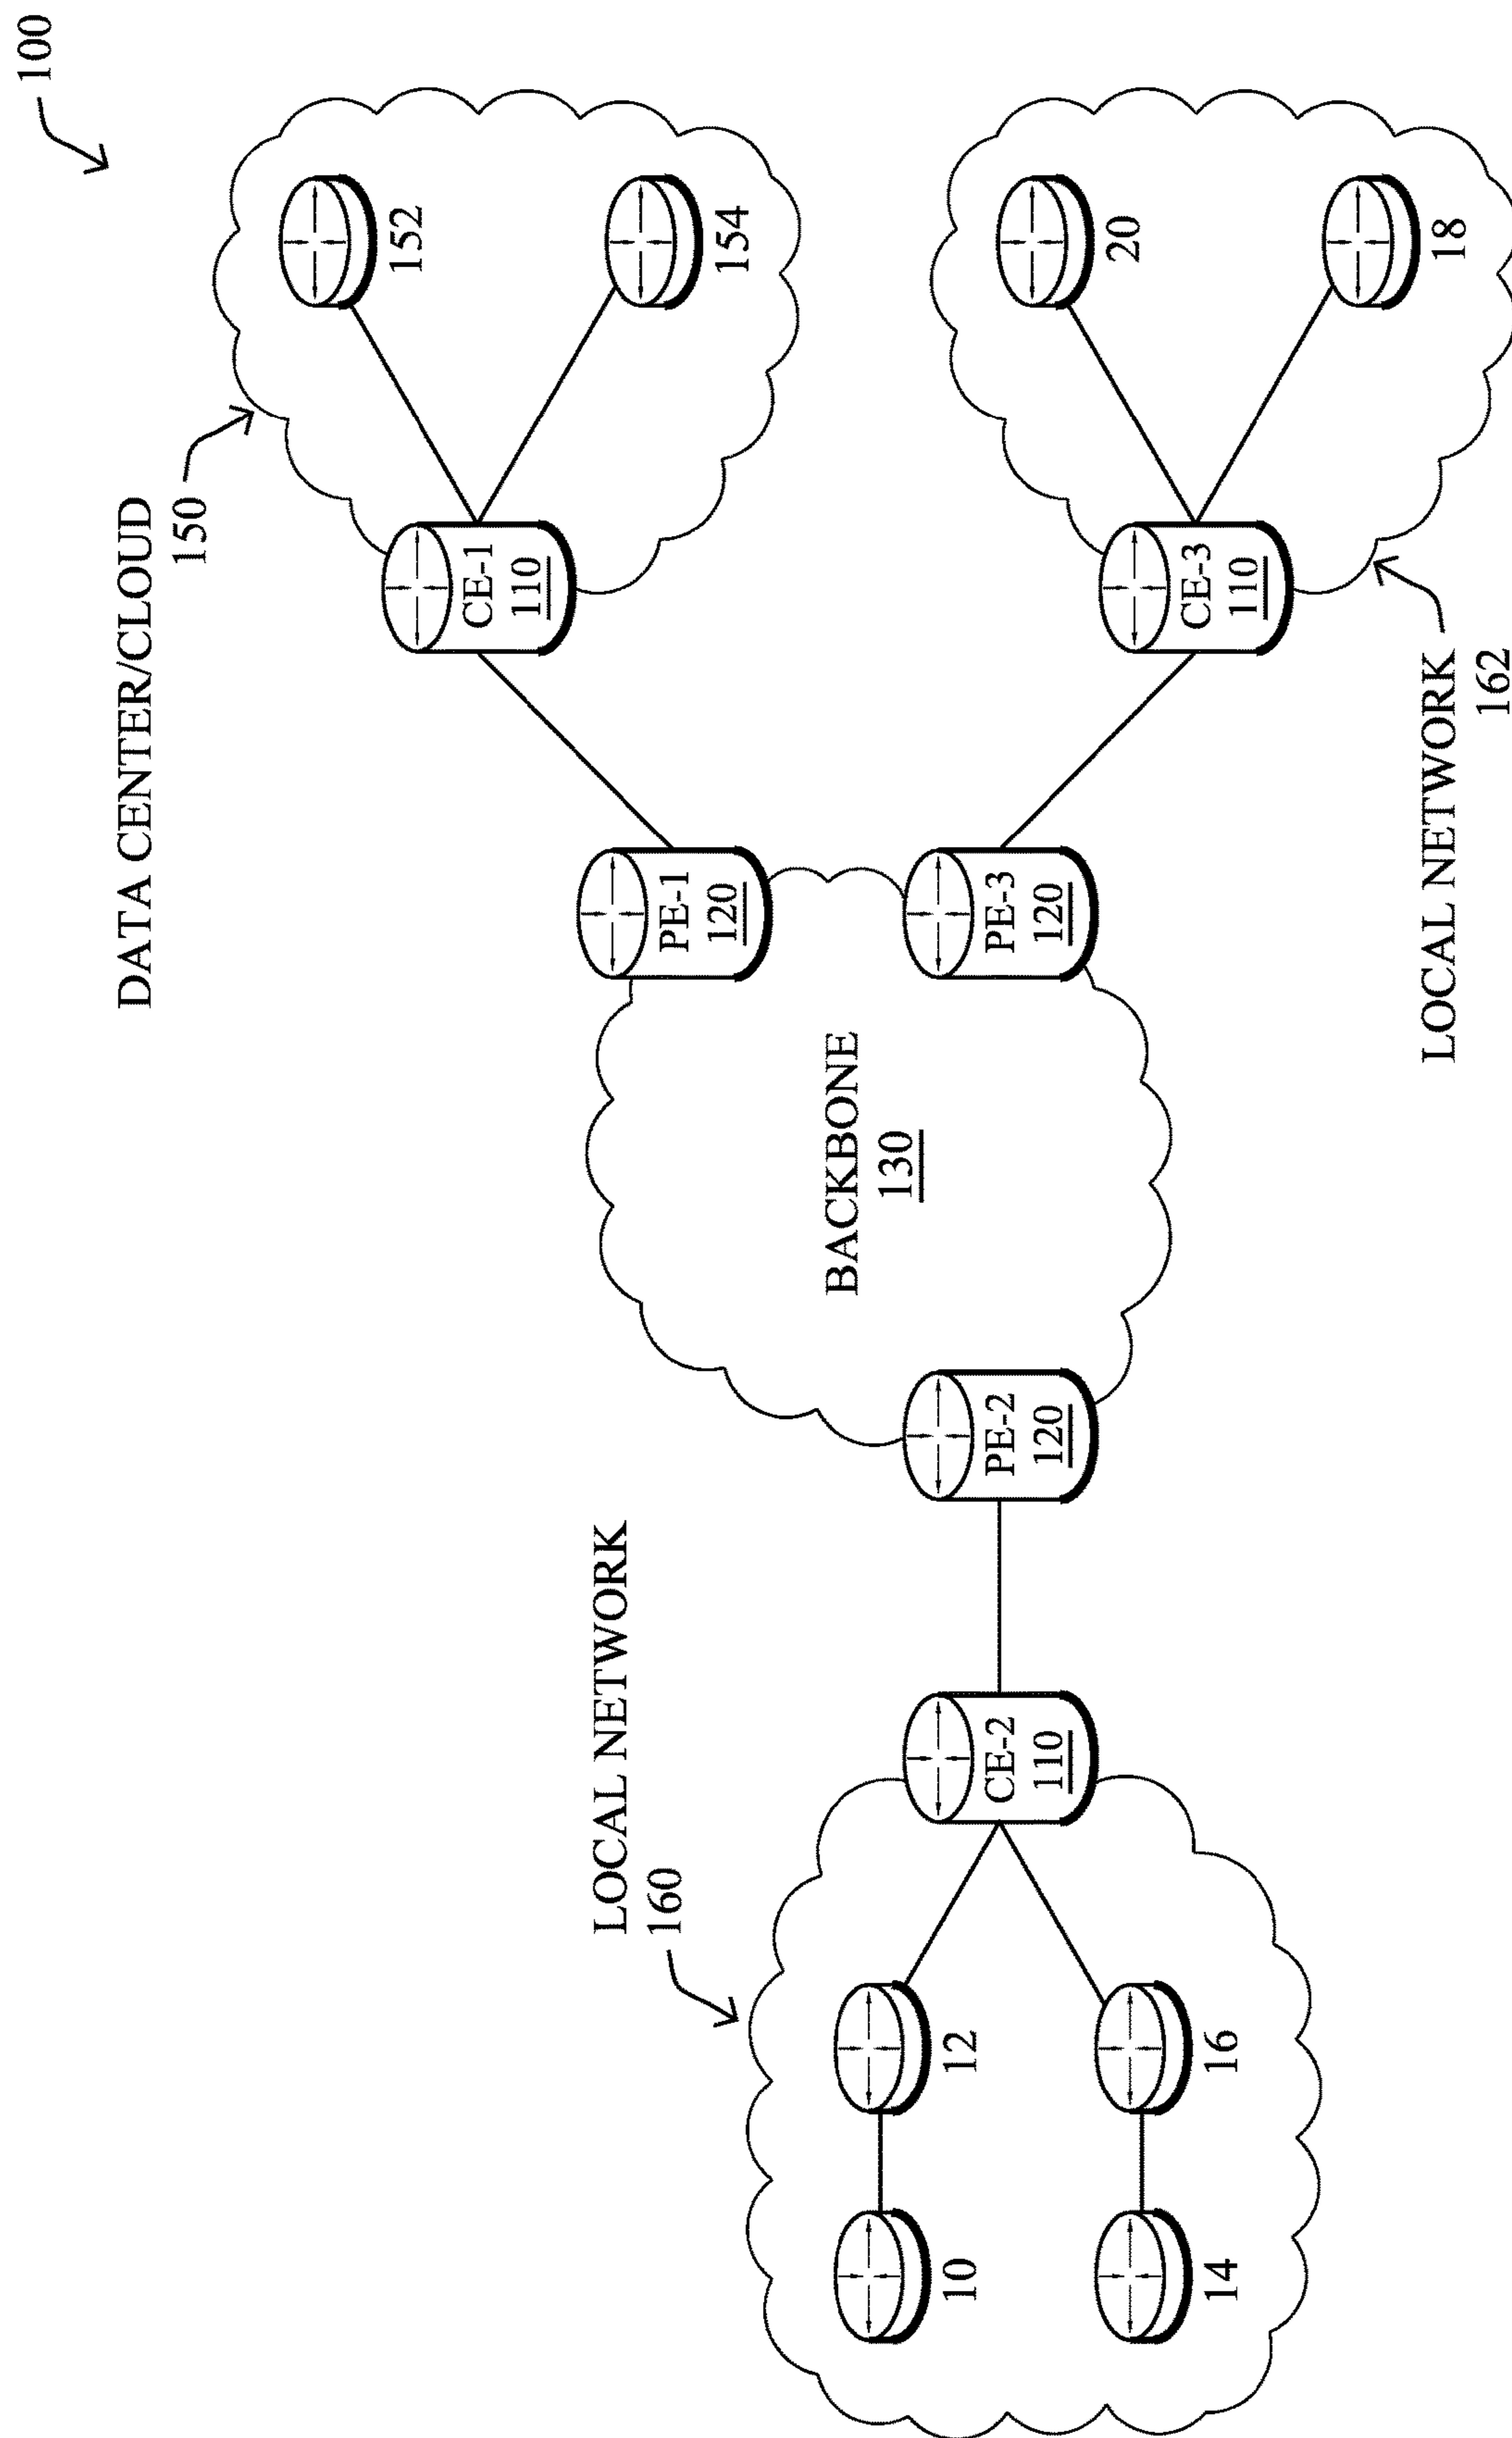 100
DATA CENTER/CLOUD
150
152
154
CE-1
110
PE-1
120
BACKBONE
130
LOCAL NETWORK
160
PE-2
120
PE-3
120
CE-2
110
CE-3
110
10
12
14
16
20
18
LOCAL NETWORK
162